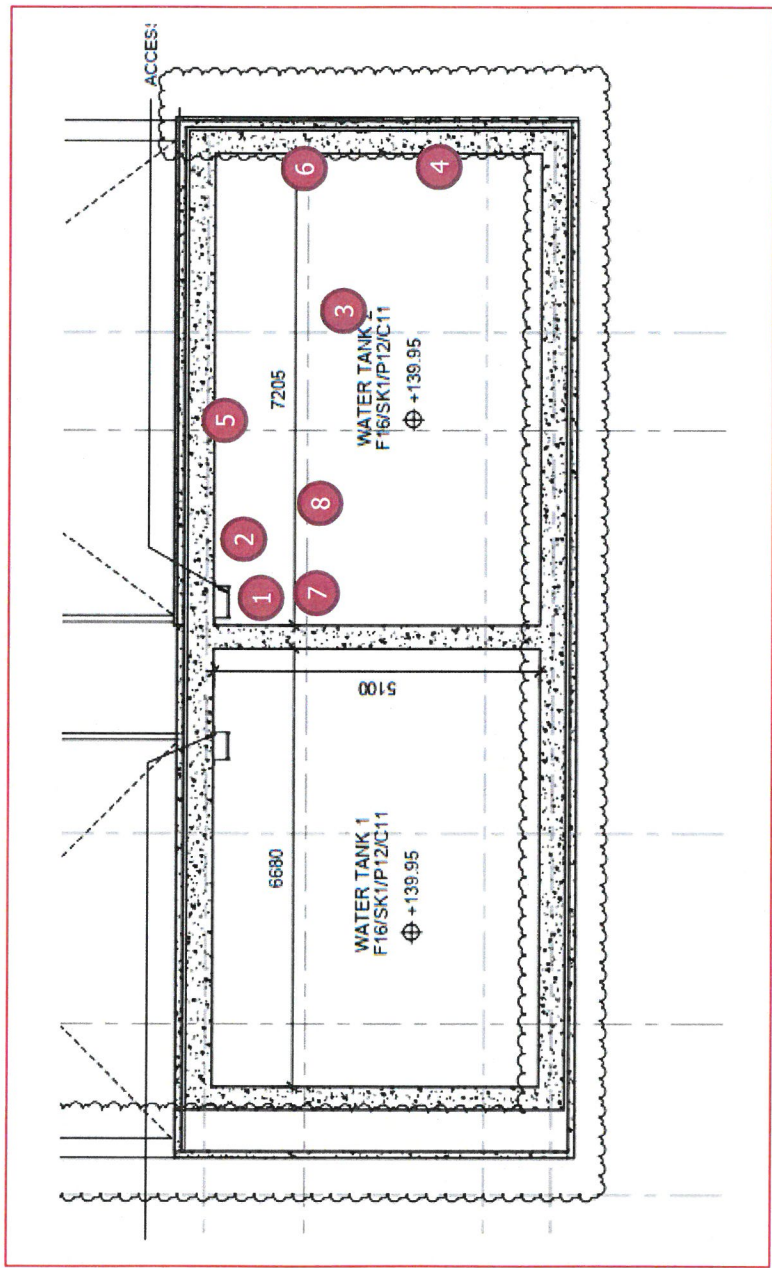 ACCESS
6
4
3
5
7205
WATER TANK 2
F16/SK1/P12/C11
+139.95
8
2
1
7
5100
6680
WATER TANK 1
F16/SK1/P12/C11
+139.95